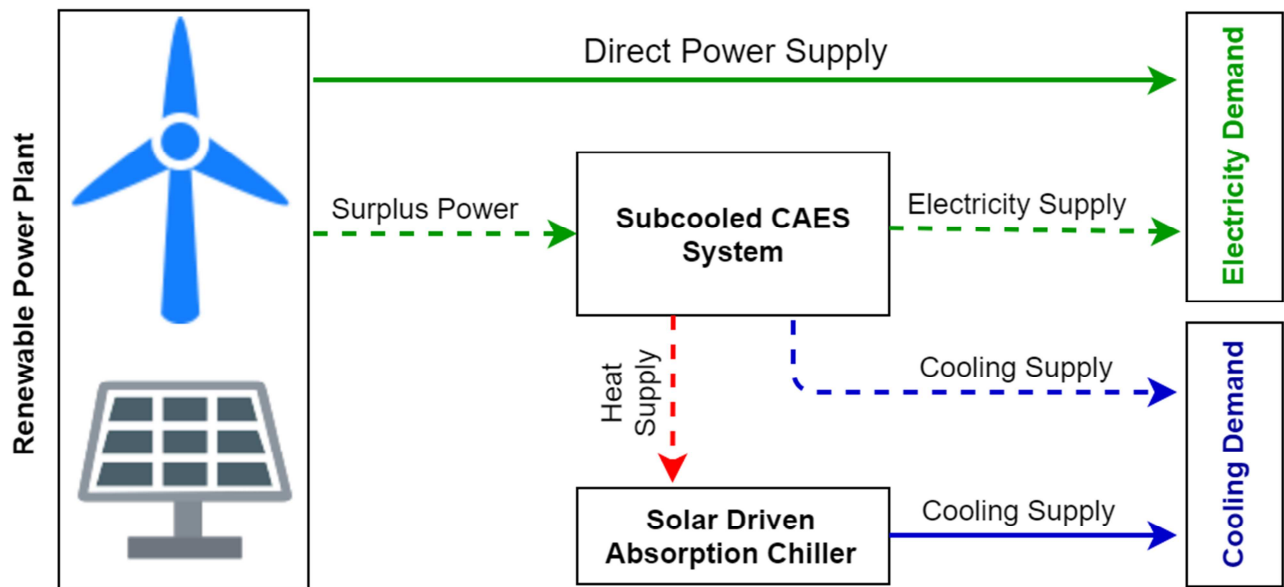 Renewable Power Plant
Direct Power Supply
Electricity Demand
Surplus Power
Subcooled CAES
System
Electricity Supply
Heat
Supply
Cooling Supply
Cooling Demand
Solar Driven
Absorption Chiller
Cooling Supply